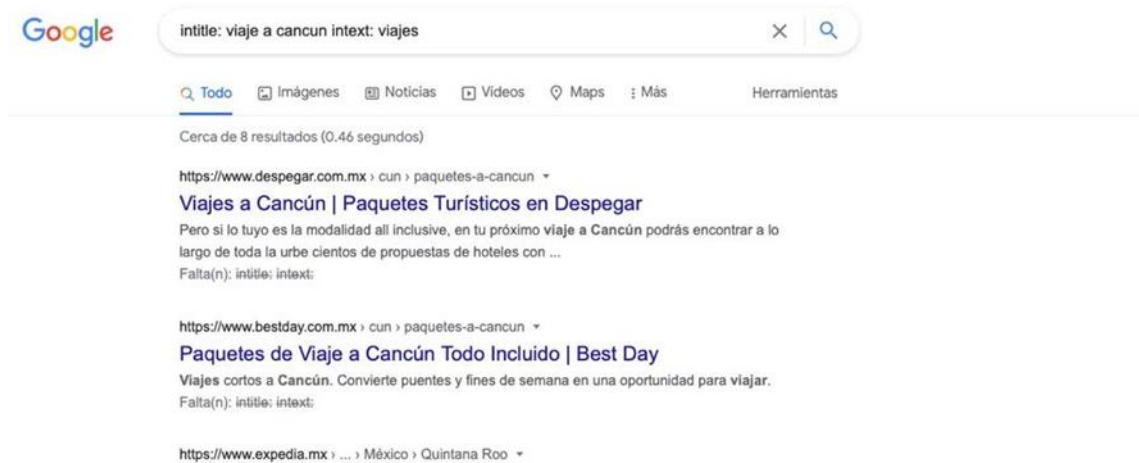 Google
intitle: viaje a cancun intext: viajes
Todo Imágenes Noticias Videos Maps Más Herramientas
Cerca de 8 resultados (0.46 segundos)
https://www.despegar.com.mx › cun › paquetes-a-cancun
Viajes a Cancún | Paquetes Turísticos en Despegar
Pero si lo tuyo es la modalidad all inclusive, en tu próximo viaje a Cancún podrás encontrar a lo
largo de toda la urbe cientos de propuestas de hoteles con ...
Falta(n): intitle: intext:
https://www.bestday.com.mx › cun › paquetes-a-cancun
Paquetes de Viaje a Cancún Todo Incluido | Best Day
Viajes cortos a Cancún. Convierte puentes y fines de semana en una oportunidad para viajar.
Falta(n): intitle: intext:
https://www.expedia.mx › ... › México › Quintana Roo